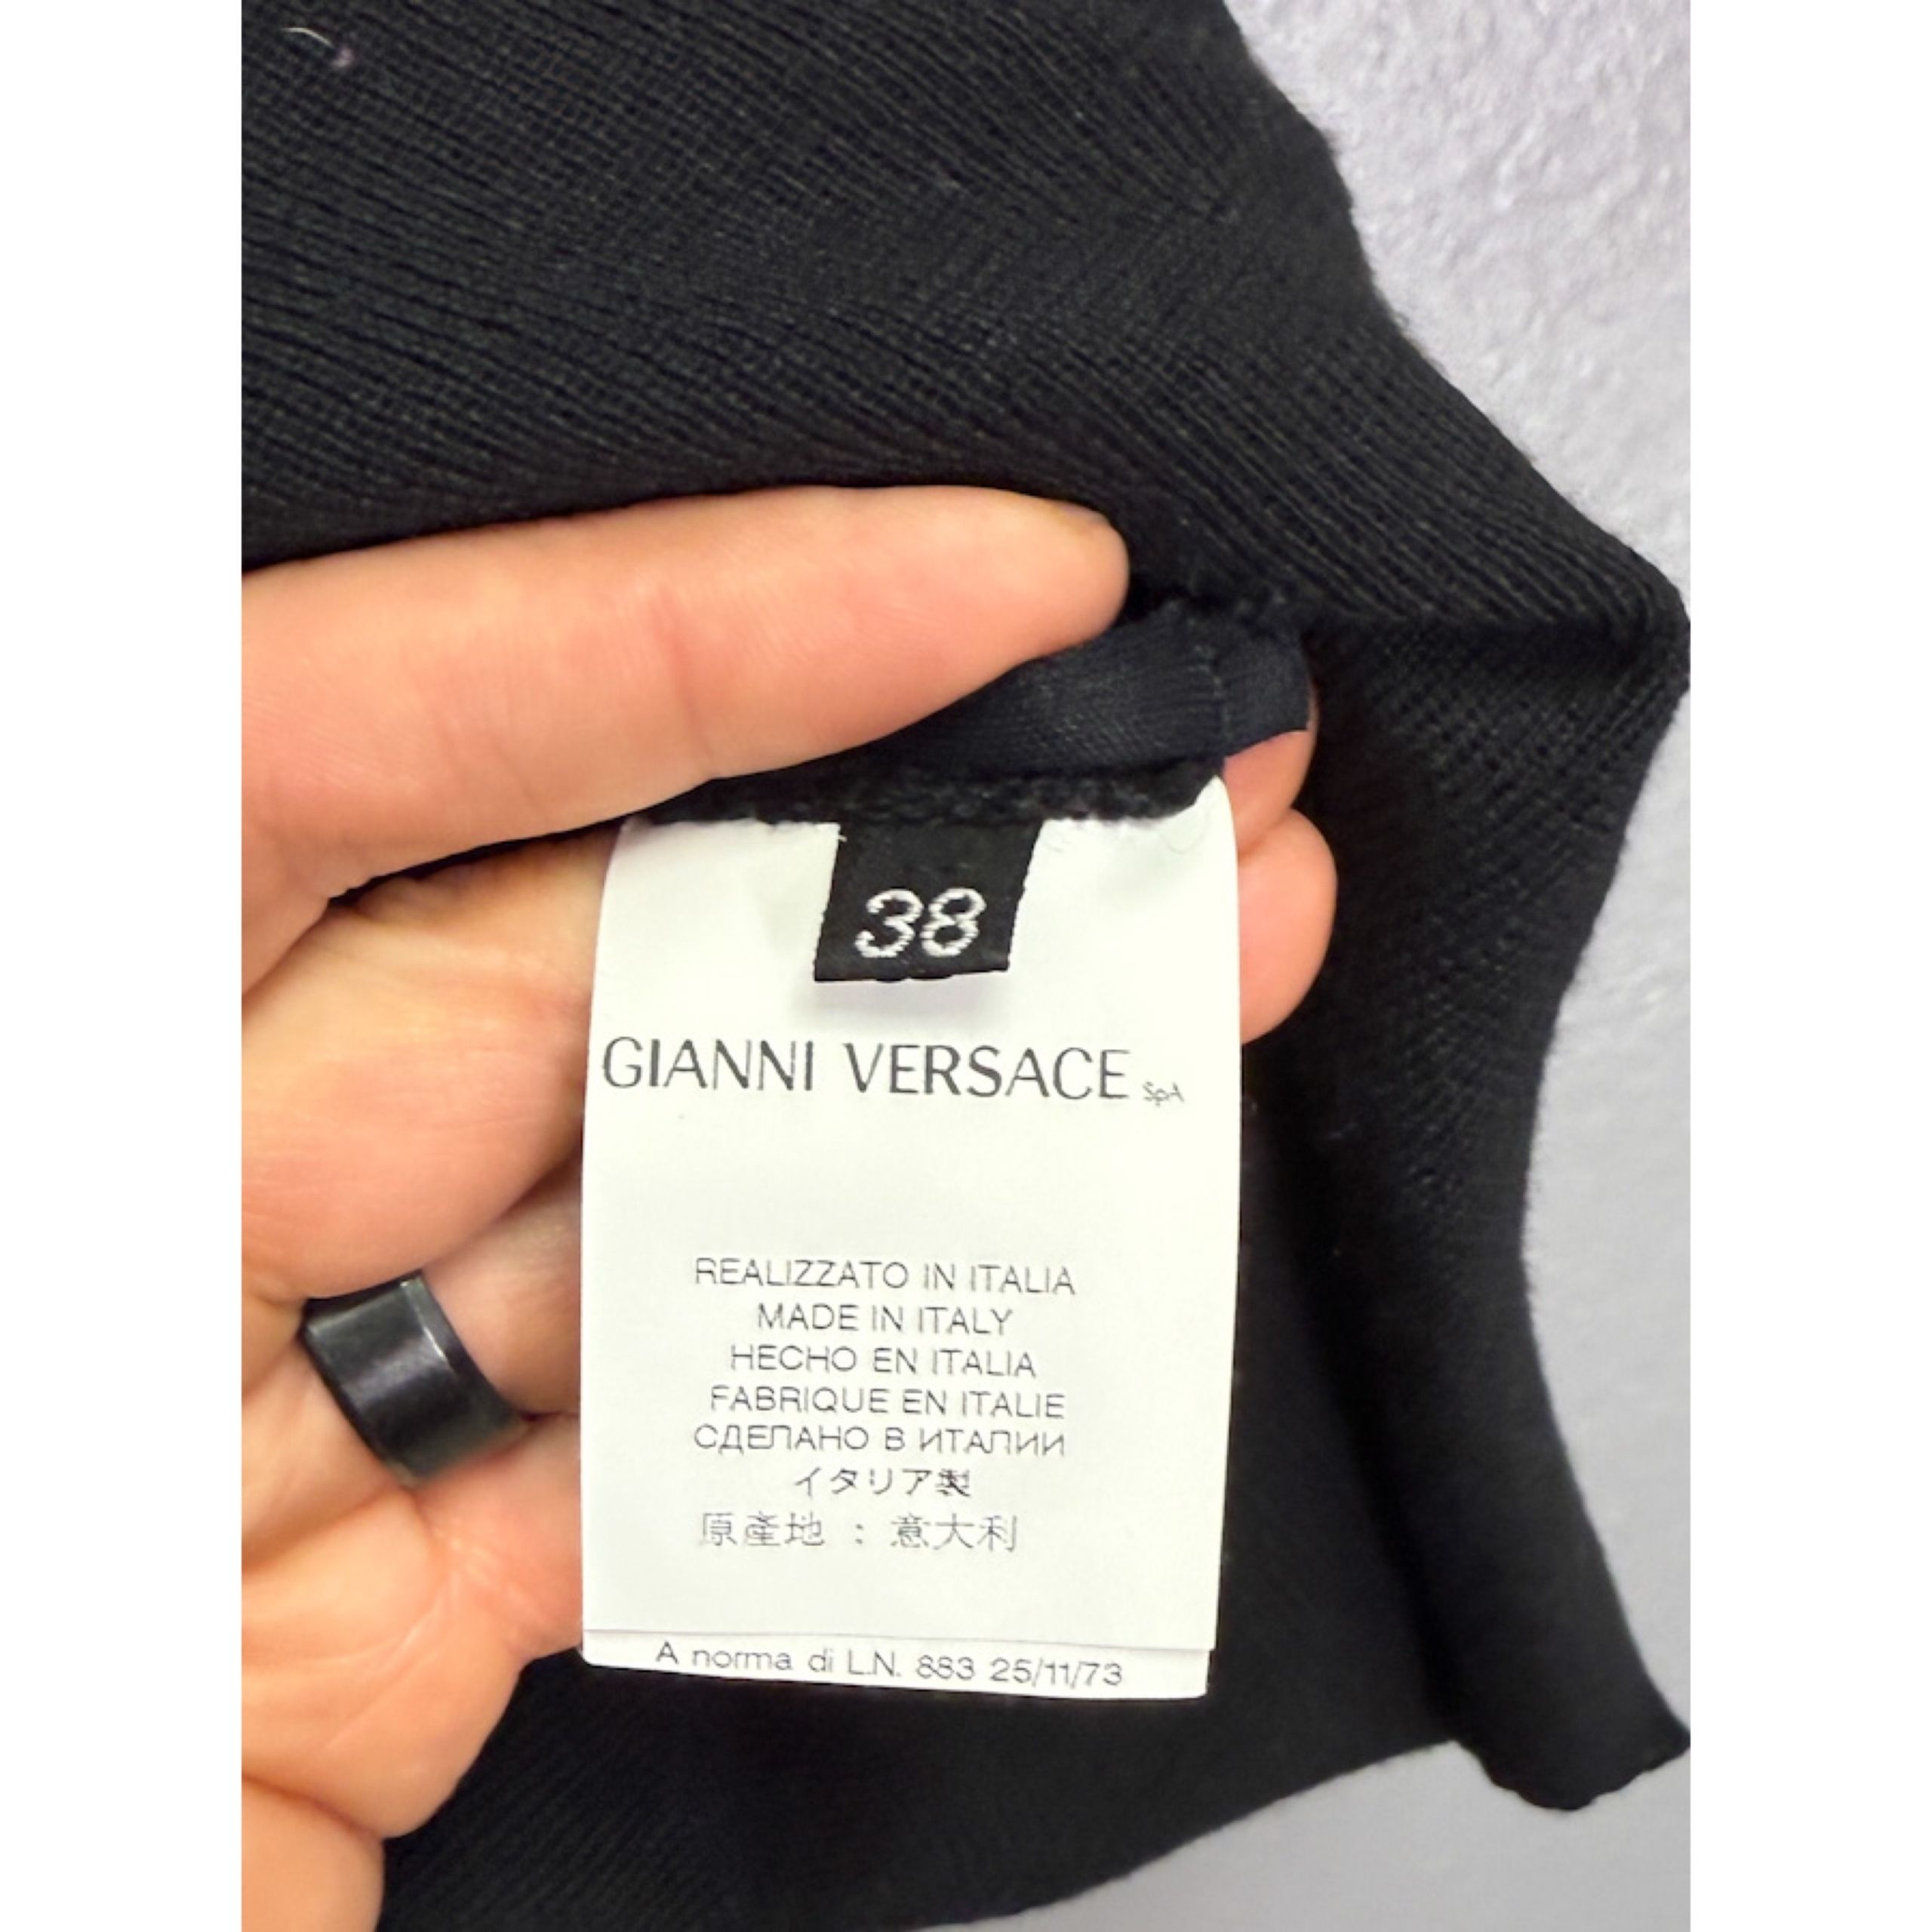 38
GIANNI VERSACE SpA
REALIZZATO IN ITALIA
MADE IN ITALY
HECHO EN ITALIA
FABRIQUE EN ITALIE
СДЕЛАНО В ИТАЛИИ
イタリア製
原產地 : 意大利
A norma di L.N. 883 25/11/73